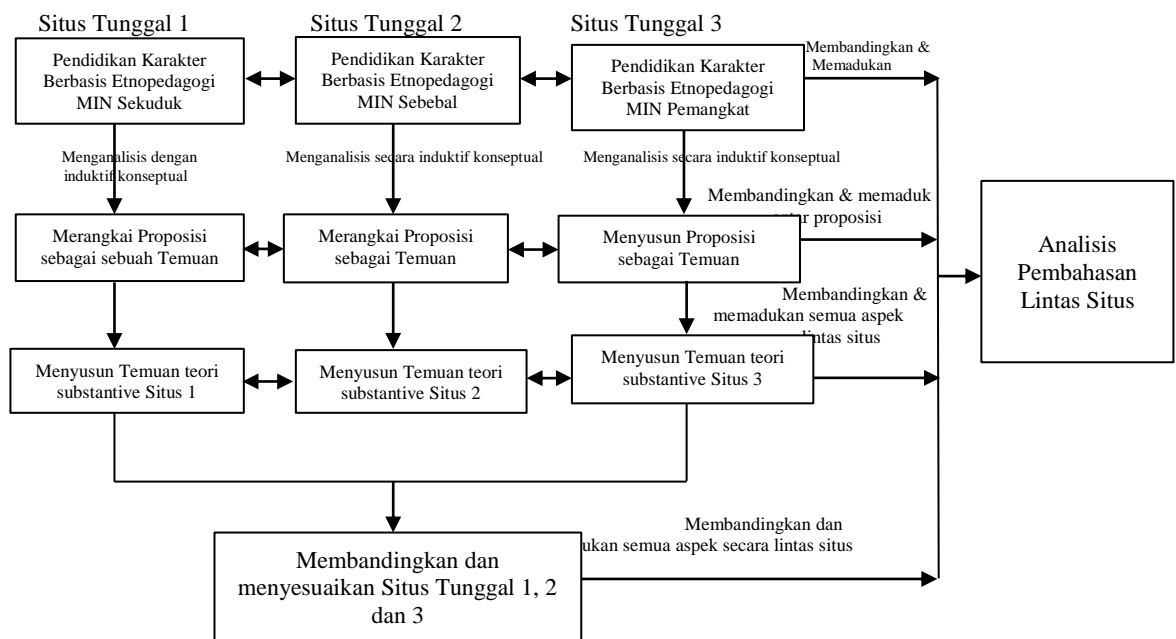 Situs Tunggal 1
Situs Tunggal 2
Situs Tunggal 3
Pendidikan Karakter
Berbasis Etnopedagogi
MIN Sekuduk
Pendidikan Karakter
Berbasis Etnopedagogi
MIN Sebebal
Pendidikan Karakter
Berbasis Etnopedagogi
MIN Pemangkat
Membandingkan &
Memadukan
Menganalisis dengan
induktif konseptual
Menganalisis secara induktif konseptual
Menganalisis secara induktif konseptual
Merangkai Proposisi
sebagai sebuah Temuan
Merangkai Proposisi
sebagai Temuan
Menyusun Proposisi
sebagai Temuan
Membandingkan & memaduk
proposisi
Analisis
Pembahasan
Lintas Situs
Menyusun Temuan teori
substantive Situs 1
Menyusun Temuan teori
substantive Situs 2
Menyusun Temuan teori
substantive Situs 3
Membandingkan &
memadukan semua aspek
lintas situs
Membandingkan dan
menyesuaikan Situs Tunggal 1, 2
dan 3
Membandingkan dan
ukan semua aspek secara lintas situs